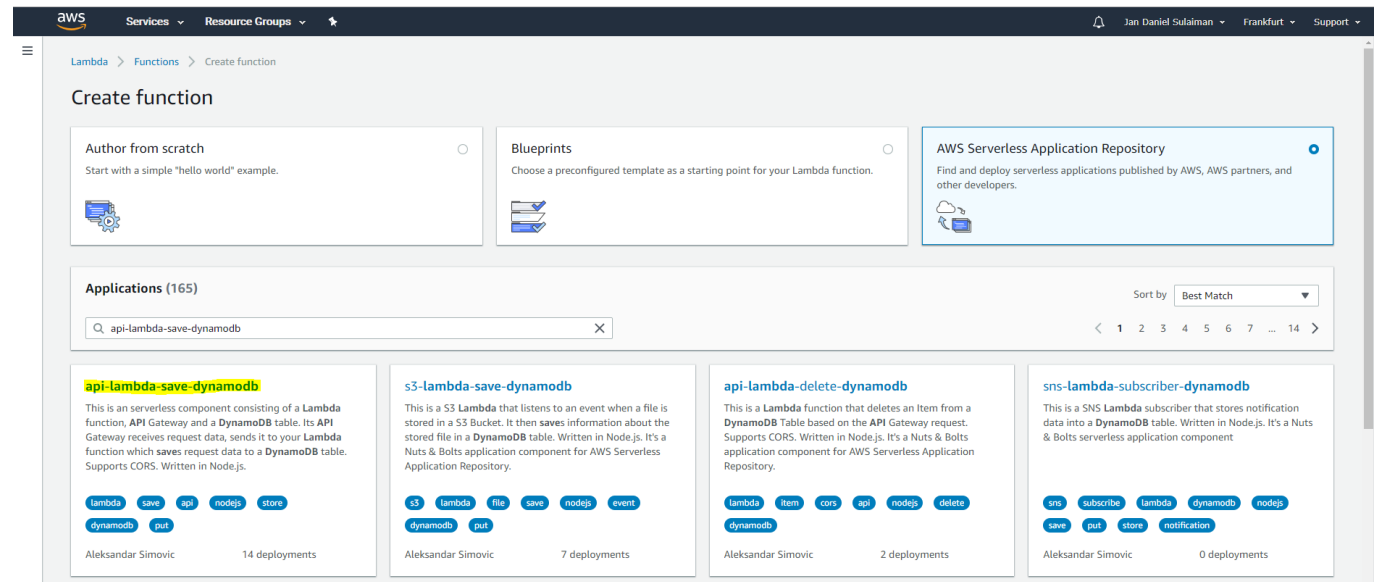 aws Services Resource Groups Jan Daniel Sulaiman Frankfurt Support
Lambda > Functions > Create function
Create function
Author from scratch
Start with a simple "hello world" example.
Blueprints
Choose a preconfigured template as a starting point for your Lambda function.
AWS Serverless Application Repository
Find and deploy serverless applications published by AWS, AWS partners, and
other developers.
Applications (165)
Sort by Best Match
api-lambda-save-dynamodb
< 1 2 3 4 5 6 7 ... 14 >
api-lambda-save-dynamodb
This is an serverless component consisting of a Lambda
function, API Gateway and a DynamoDB table. Its API
Gateway receives request data, sends it to your Lambda
function which saves request data to a DynamoDB table.
Supports CORS. Written in Node.js.
lambda save api nodejs store
dynamodb put
Aleksandar Simovic 14 deployments
s3-lambda-save-dynamodb
This is a S3 Lambda that listens to an event when a file is
stored in a S3 Bucket. It then saves information about the
stored file in a DynamoDB table. Written in Node.js. It's a
Nuts & Bolts application component for AWS Serverless
Application Repository.
s3 lambda file save nodejs event
dynamodb put
Aleksandar Simovic 7 deployments
api-lambda-delete-dynamodb
This is a Lambda function that deletes an Item from a
DynamoDB Table based on the API Gateway request.
Supports CORS. Written in Node.js. It's a Nuts & Bolts
application component for AWS Serverless Application
Repository.
lambda item cors api nodejs delete
dynamodb
Aleksandar Simovic 2 deployments
sns-lambda-subscriber-dynamodb
This is a SNS Lambda subscriber that stores notification
data into a DynamoDB table. Written in Node.js. It's a Nuts
& Bolts serverless application component
sns subscribe lambda dynamodb nodejs
save put store notification
Aleksandar Simovic 0 deployments